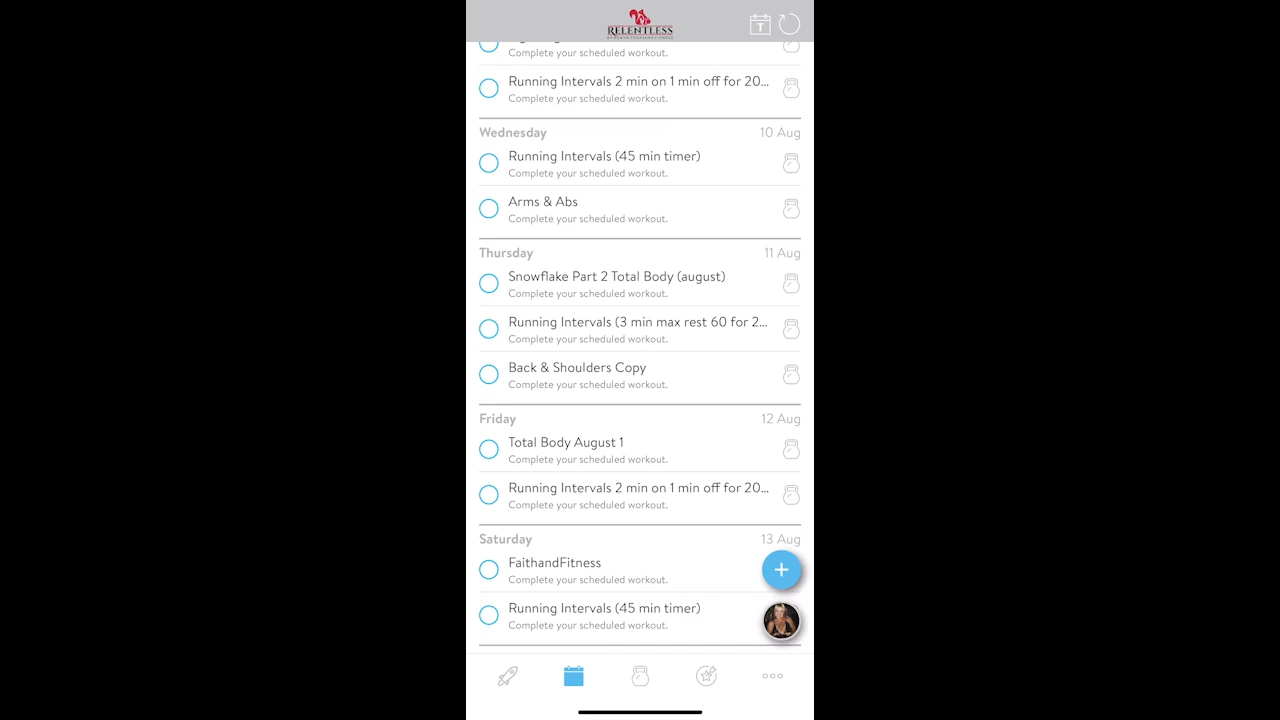 RELENTLESS
T
Complete your scheduled workout.
Running Intervals 2 min on 1 min off for 20...
Complete your scheduled workout.
Wednesday 10 Aug
Running Intervals (45 min timer)
Complete your scheduled workout.
Arms & Abs
Complete your scheduled workout.
Thursday 11 Aug
Snowflake Part 2 Total Body (august)
Complete your scheduled workout.
Running Intervals (3 min max rest 60 for 2...
Complete your scheduled workout.
Back & Shoulders Copy
Complete your scheduled workout.
Friday 12 Aug
Total Body August 1
Complete your scheduled workout.
Running Intervals 2 min on 1 min off for 20...
Complete your scheduled workout.
Saturday 13 Aug
FaithandFitness
Complete your scheduled workout.
Running Intervals (45 min timer)
Complete your scheduled workout.